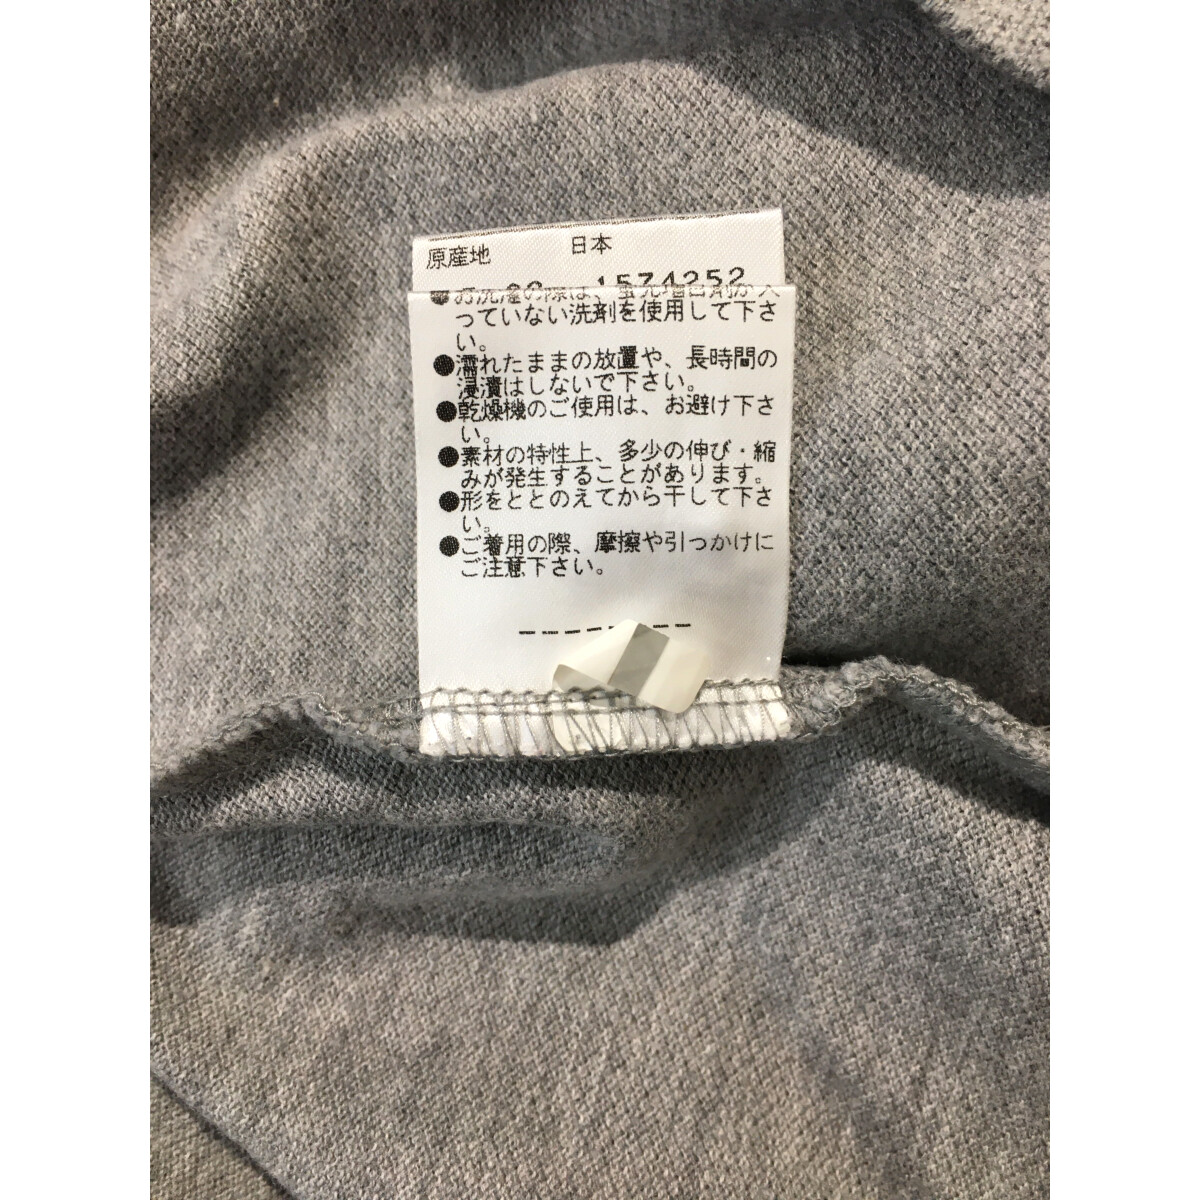 原産地 日本
1574252
っていない洗剤を使用して下さ
い。
●濡れたままの放置や、長時間の
浸漬はしないで下さい。
●乾燥機のご使用は、お避け下さ
い。
●素材の特性上、多少の伸び・縮
みが発生することがあります。
●形をととのえてから干して下さ
い。
●ご着用の際、摩擦や引っかけに
ご注意下さい。